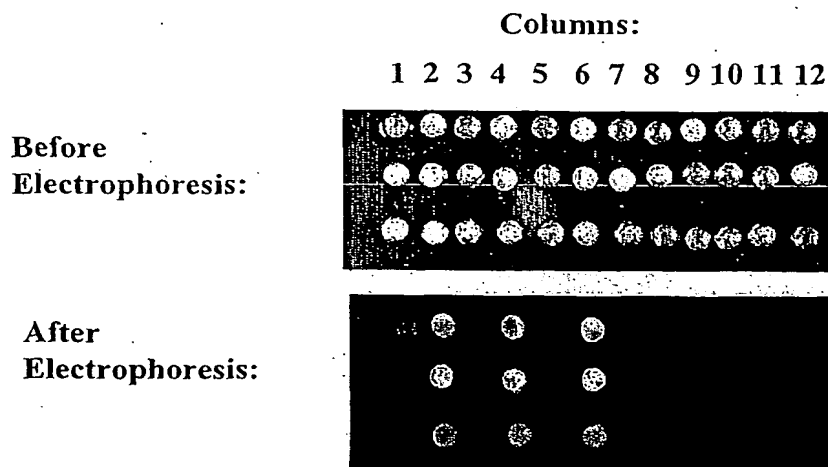 Columns:
1 2 3 4 5 6 7 8 9 10 11 12
Before
Electrophoresis:
After
Electrophoresis: